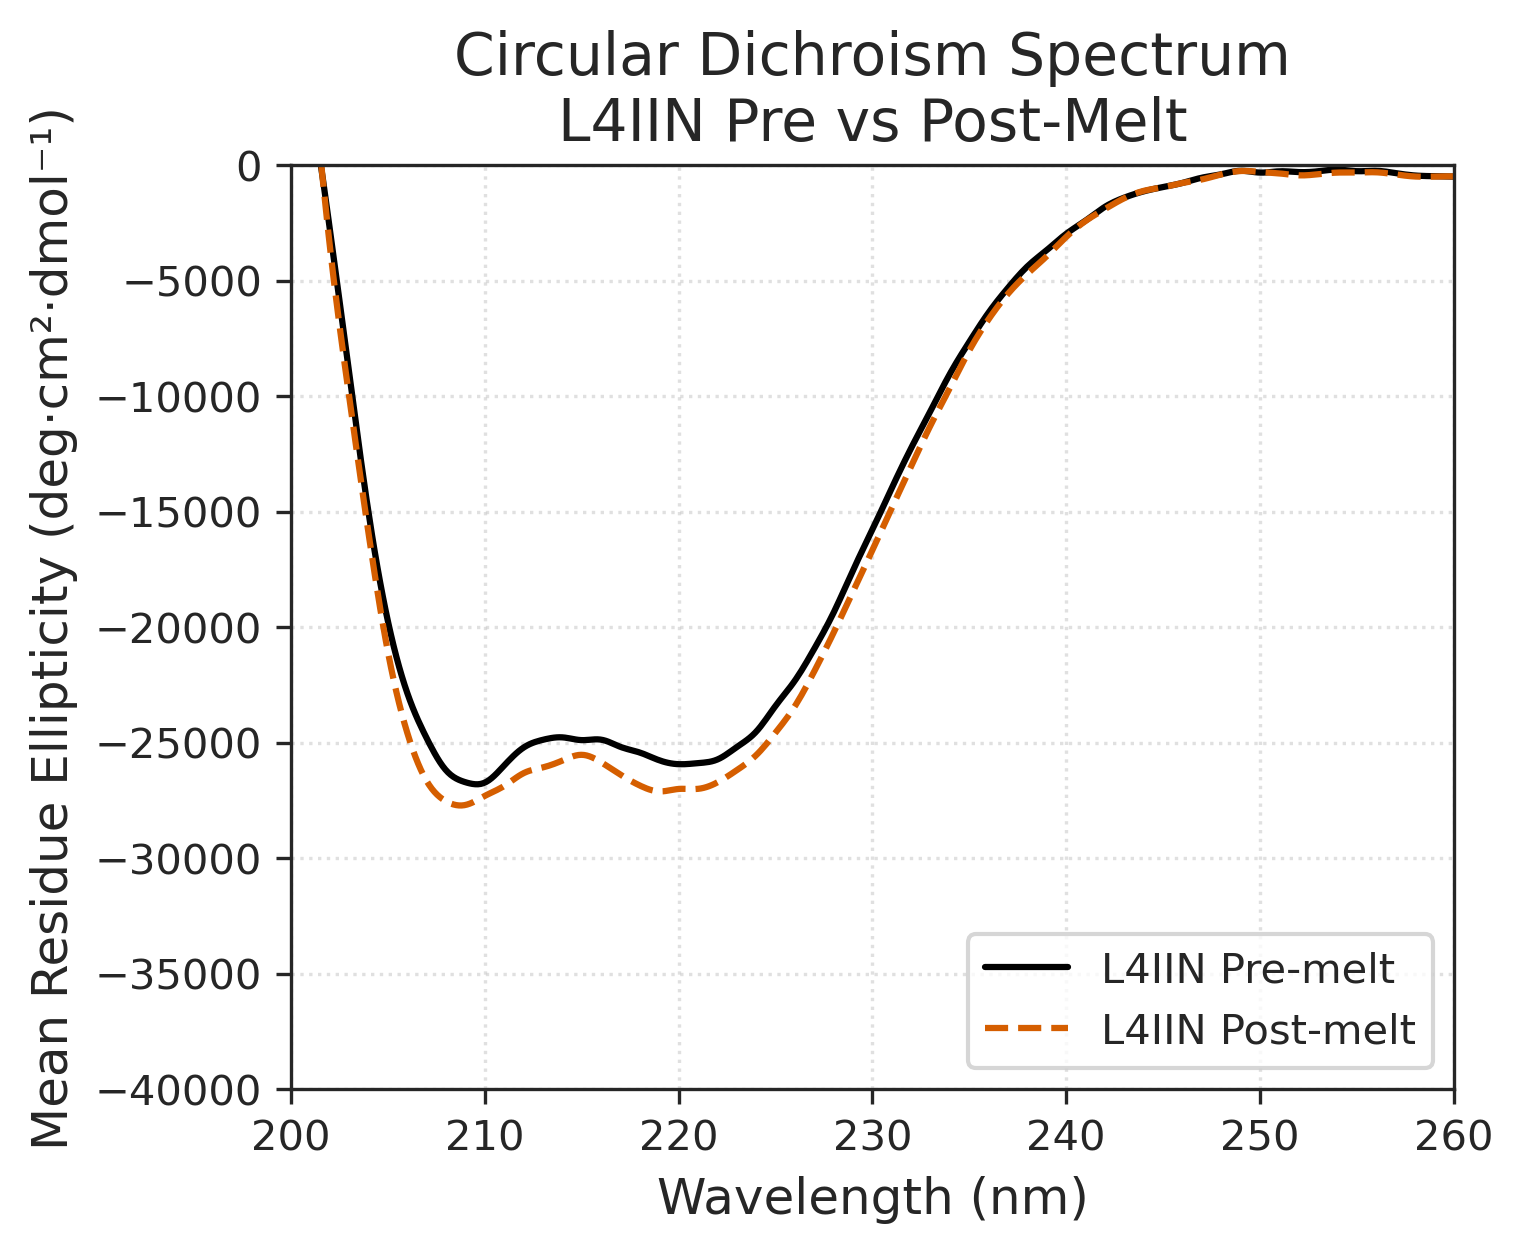 Circular Dichroism Spectrum
L4IIN Pre vs Post-Melt
Mean Residue Ellipticity (deg·cm²·dmol⁻¹)
0
−5000
−10000
−15000
−20000
−25000
−30000
−35000
−40000
L4IIN Pre-melt
L4IIN Post-melt
200 210 220 230 240 250 260
Wavelength (nm)